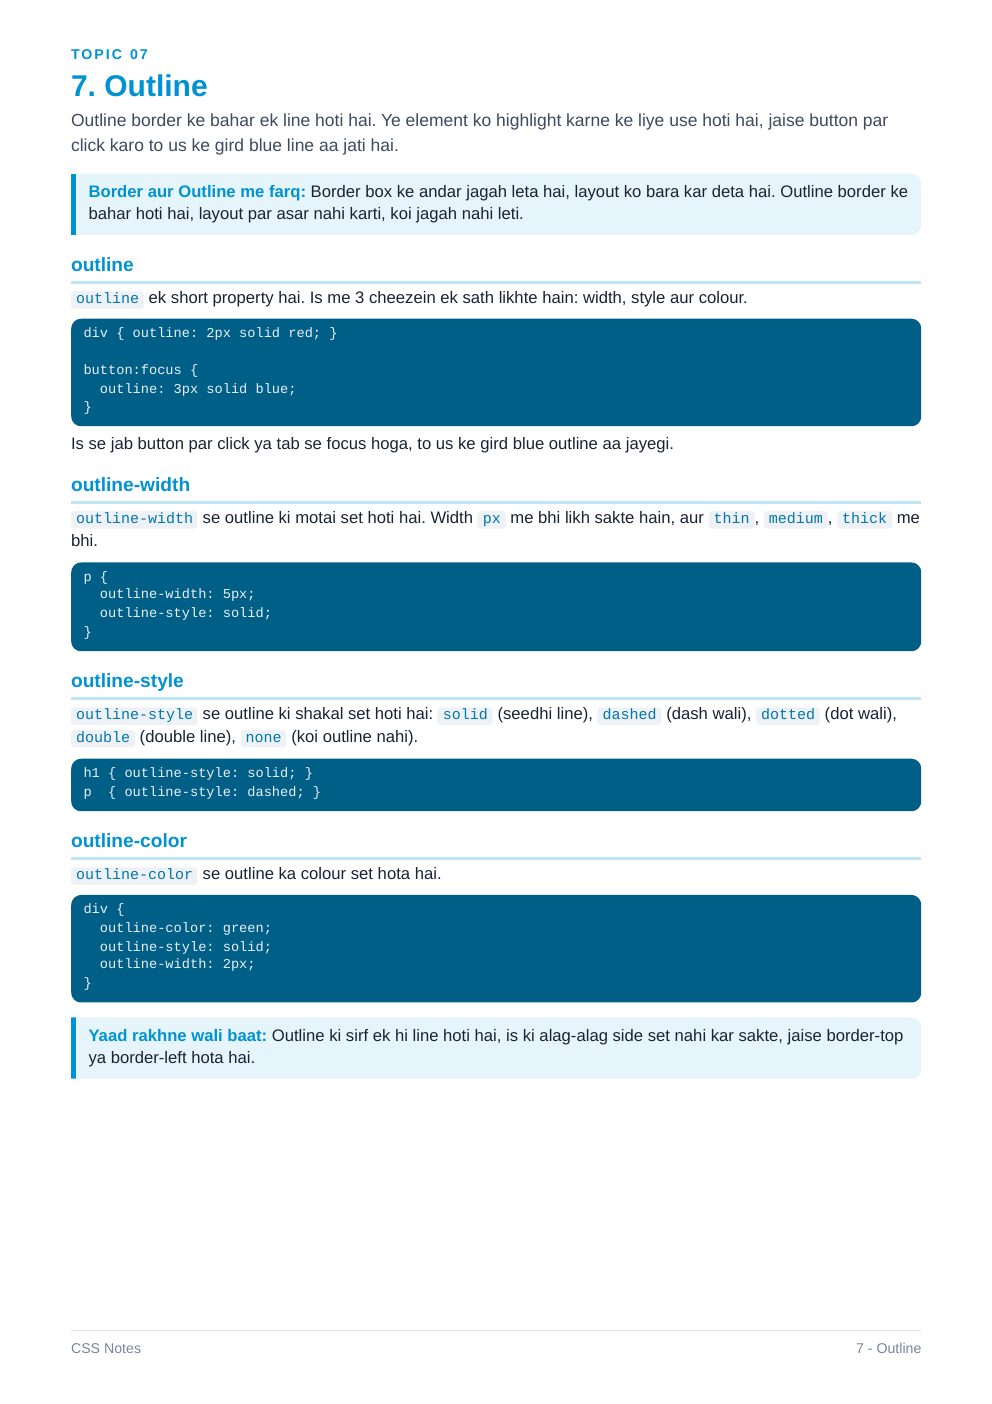 TOPIC 07
7. Outline
Outline border ke bahar ek line hoti hai. Ye element ko highlight karne ke liye use hoti hai, jaise button par
click karo to us ke gird blue line aa jati hai.
Border aur Outline me farq: Border box ke andar jagah leta hai, layout ko bara kar deta hai. Outline border ke
bahar hoti hai, layout par asar nahi karti, koi jagah nahi leti.
outline
outline ek short property hai. Is me 3 cheezein ek sath likhte hain: width, style aur colour.
div { outline: 2px solid red; }

button:focus {
  outline: 3px solid blue;
}
Is se jab button par click ya tab se focus hoga, to us ke gird blue outline aa jayegi.
outline-width
outline-width se outline ki motai set hoti hai. Width px me bhi likh sakte hain, aur thin, medium, thick me
bhi.
p {
  outline-width: 5px;
  outline-style: solid;
}
outline-style
outline-style se outline ki shakal set hoti hai: solid (seedhi line), dashed (dash wali), dotted (dot wali),
double (double line), none (koi outline nahi).
h1 { outline-style: solid; }
p  { outline-style: dashed; }
outline-color
outline-color se outline ka colour set hota hai.
div {
  outline-color: green;
  outline-style: solid;
  outline-width: 2px;
}
Yaad rakhne wali baat: Outline ki sirf ek hi line hoti hai, is ki alag-alag side set nahi kar sakte, jaise border-top
ya border-left hota hai.
CSS Notes
7 - Outline